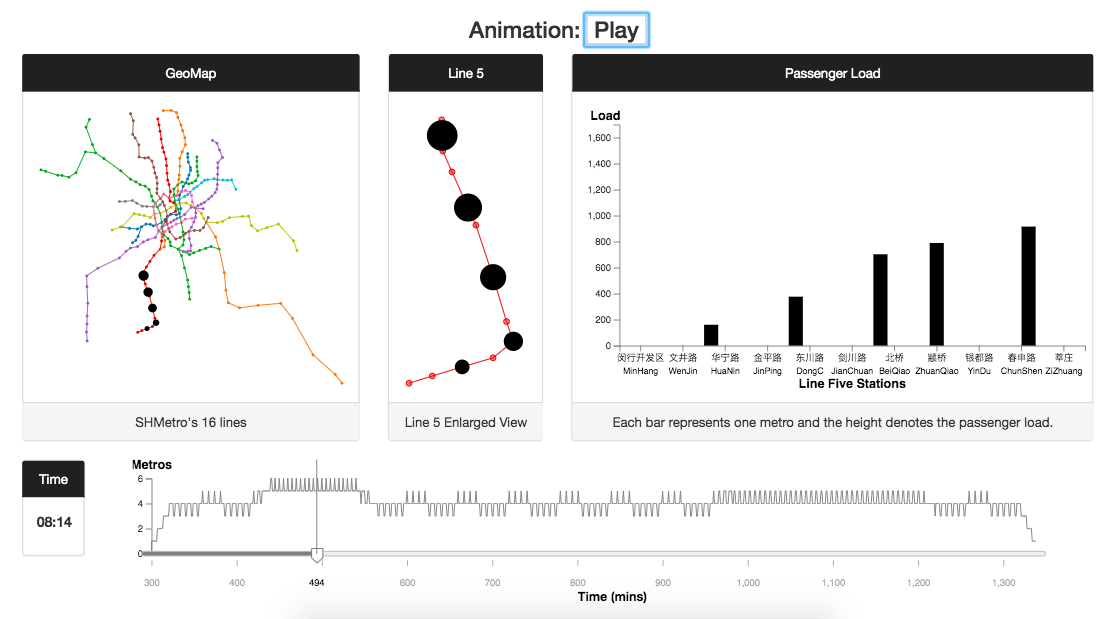 Animation: Play
GeoMap
SHMetro's 16 lines
Line 5
Line 5 Enlarged View
Passenger Load
Load
1,600
1,400
1,200
1,000
800
600
400
200
0
闵行开发区 文井路 华宁路 金平路 东川路 剑川路 北桥 颛桥 银都路 春申路 莘庄
MinHang WenJin HuaNin JinPing DongC JianChuan BeiQiao ZhuanQiao YinDu ChunShen ZiZhuang
Line Five Stations
Each bar represents one metro and the height denotes the passenger load.
Time
08:14
Metros
6
4
2
0
300 400 494 600 700 800 900 1,000 1,100 1,200 1,300
Time (mins)